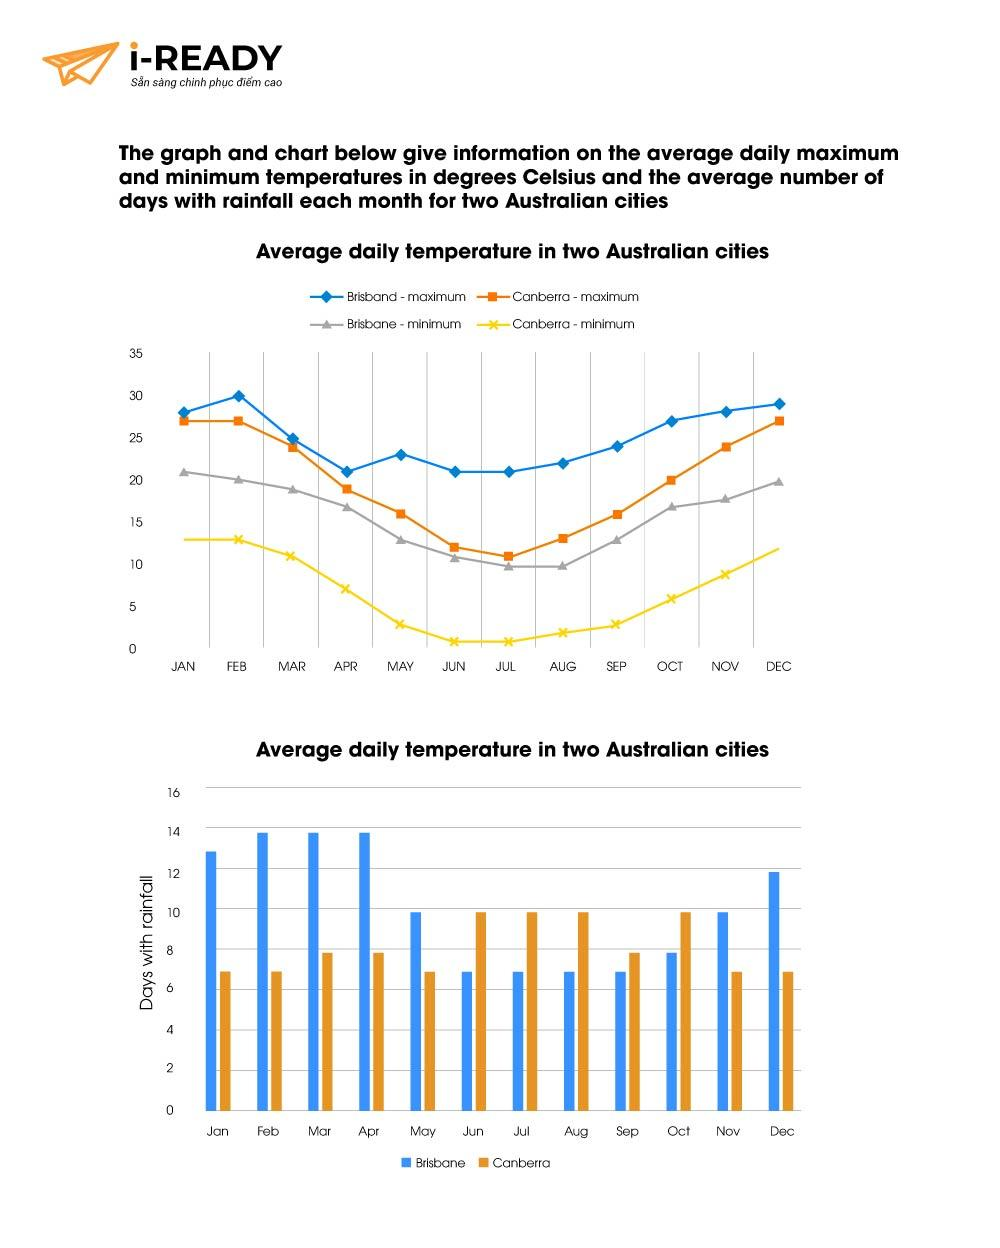 i-READY
Sẵn sàng chinh phục điểm cao
The graph and chart below give information on the average daily maximum
and minimum temperatures in degrees Celsius and the average number of
days with rainfall each month for two Australian cities
Average daily temperature in two Australian cities
Brisband - maximum Canberra - maximum
Brisbane - minimum Canberra - minimum
35
30
25
20
15
10
5
0
JAN FEB MAR APR MAY JUN JUL AUG SEP OCT NOV DEC
Average daily temperature in two Australian cities
Days with rainfall
16
14
12
10
8
6
4
2
0
Jan Feb Mar Apr May Jun Jul Aug Sep Oct Nov Dec
Brisbane Canberra